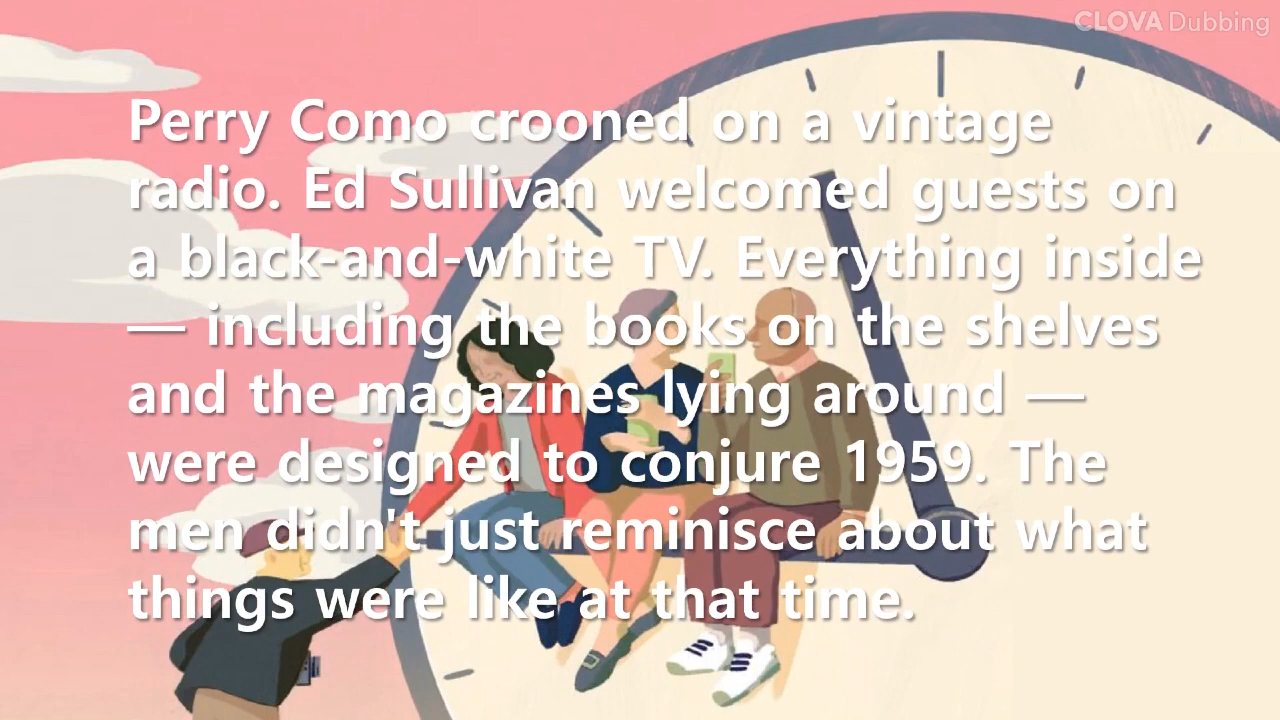 CLOVA Dubbing
Perry Como crooned on a vintage
radio. Ed Sullivan welcomed guests on
a black-and-white TV. Everything inside
— including the books on the shelves
and the magazines lying around —
were designed to conjure 1959. The
men didn't just reminisce about what
things were like at that time.